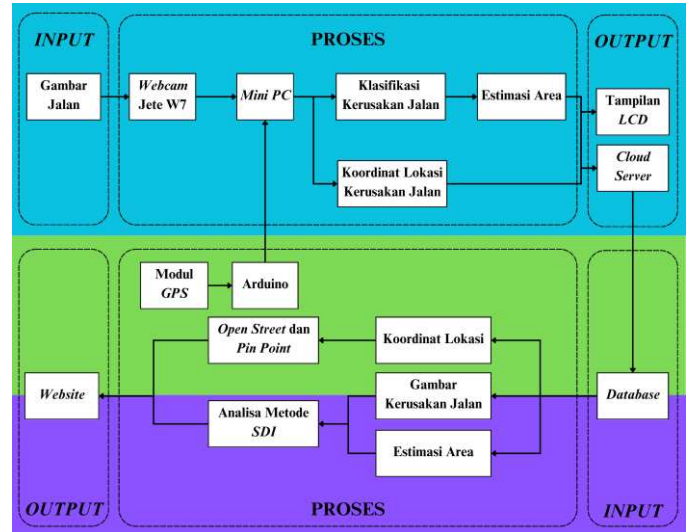 INPUT
PROSES
OUTPUT
Gambar
Jalan
Webcam
Jete W7
Mini PC
Klasifikasi
Kerusakan Jalan
Estimasi Area
Tampilan
LCD
Koordinat Lokasi
Kerusakan Jalan
Cloud
Server
Modul
GPS
Arduino
Open Street dan
Pin Point
Koordinat Lokasi
Website
Gambar
Kerusakan Jalan
Database
Analisa Metode
SDI
Estimasi Area
OUTPUT
PROSES
INPUT